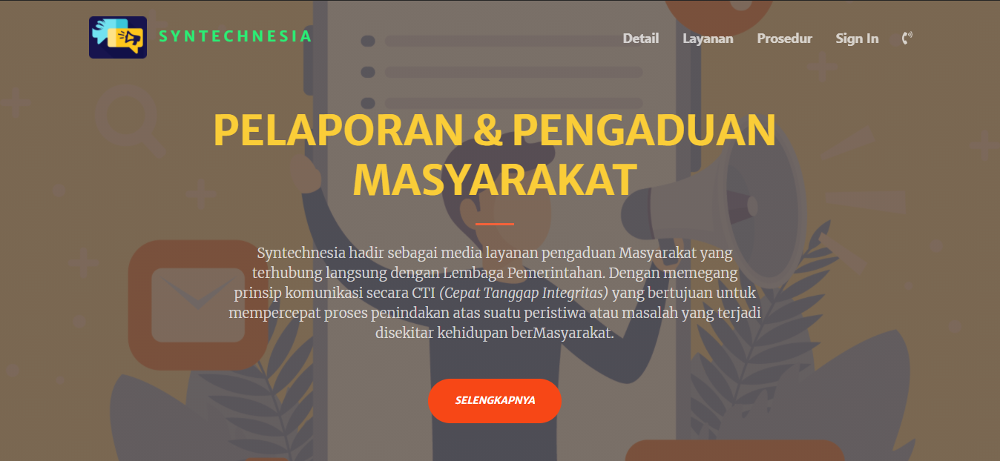 SYNTECHNESIA
Detail Layanan Prosedur Sign In
PELAPORAN & PENGADUAN
MASYARAKAT
Syntechnesia hadir sebagai media layanan pengaduan Masyarakat yang
terhubung langsung dengan Lembaga Pemerintahan. Dengan memegang
prinsip komunikasi secara CTI (Cepat Tanggap Integritas) yang bertujuan untuk
mempercepat proses penindakan atas suatu peristiwa atau masalah yang terjadi
disekitar kehidupan berMasyarakat.
SELENGKAPNYA